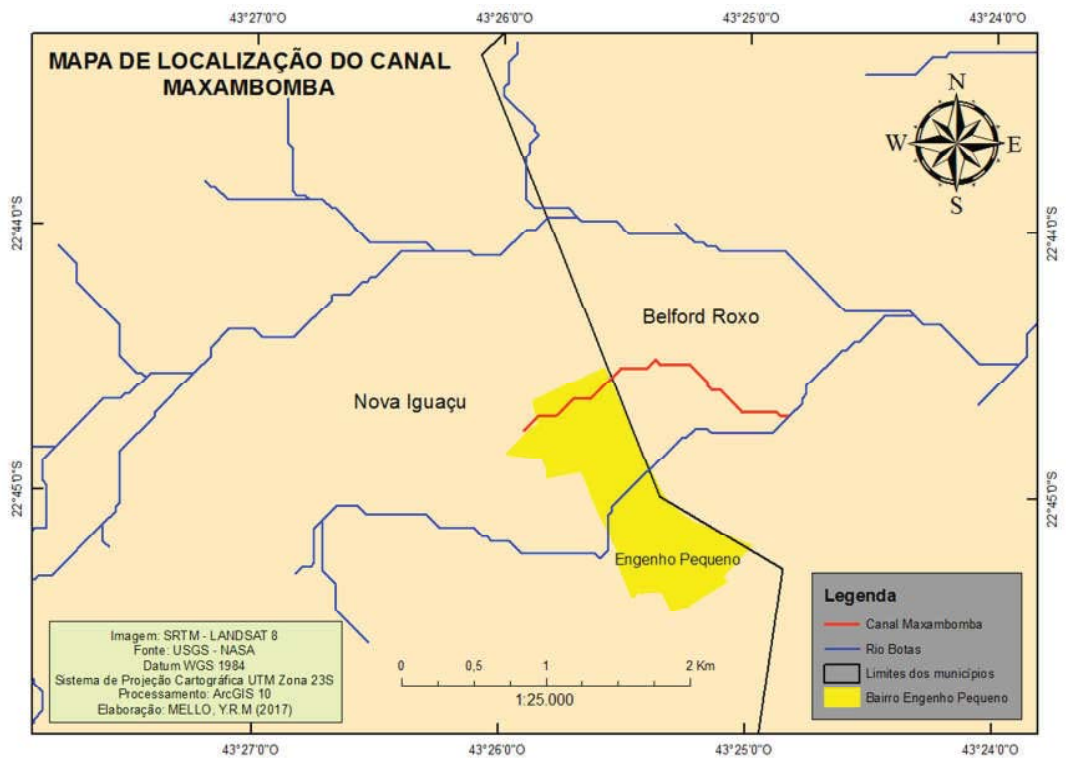 43°27'0"O
43°26'0"O
43°25'0"O
43°24'0"O
MAPA DE LOCALIZAÇÃO DO CANAL
MAXAMBOMBA
N
W
E
S
22°44'0"S
22°44'0"S
Belford Roxo
Nova Iguaçu
22°45'0"S
22°45'0"S
Engenho Pequeno
Legenda
Canal Maxambomba
Rio Botas
Limites dos municípios
Bairro Engenho Pequeno
Imagem: SRTM - LANDSAT 8
Fonte: USGS - NASA
Datum WGS 1984
Sistema de Projeção Cartográfica UTM Zona 23S
Processamento: ArcGIS 10
Elaboração: MELLO, Y.R.M (2017)
0 0,5 1 2 Km
1:25.000
43°27'0"O
43°26'0"O
43°25'0"O
43°24'0"O